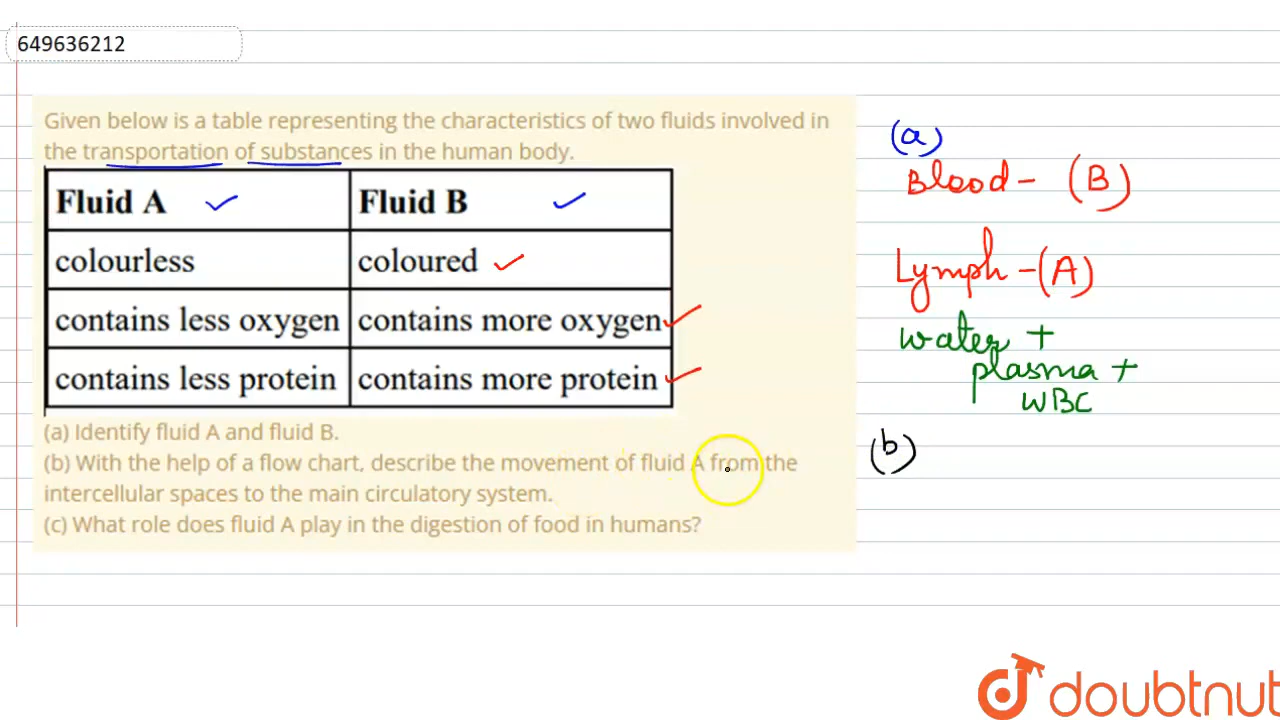 649636212
Given below is a table representing the characteristics of two fluids involved in
the transportation of substances in the human body.
Fluid A Fluid B
colourless coloured
contains less oxygen contains more oxygen
contains less protein contains more protein
(a) Identify fluid A and fluid B.
(b) With the help of a flow chart, describe the movement of fluid A from the
intercellular spaces to the main circulatory system.
(c) What role does fluid A play in the digestion of food in humans?
(a)
Blood - (B)
Lymph - (A)
water +
plasma +
WBC
(b)
doubtnut